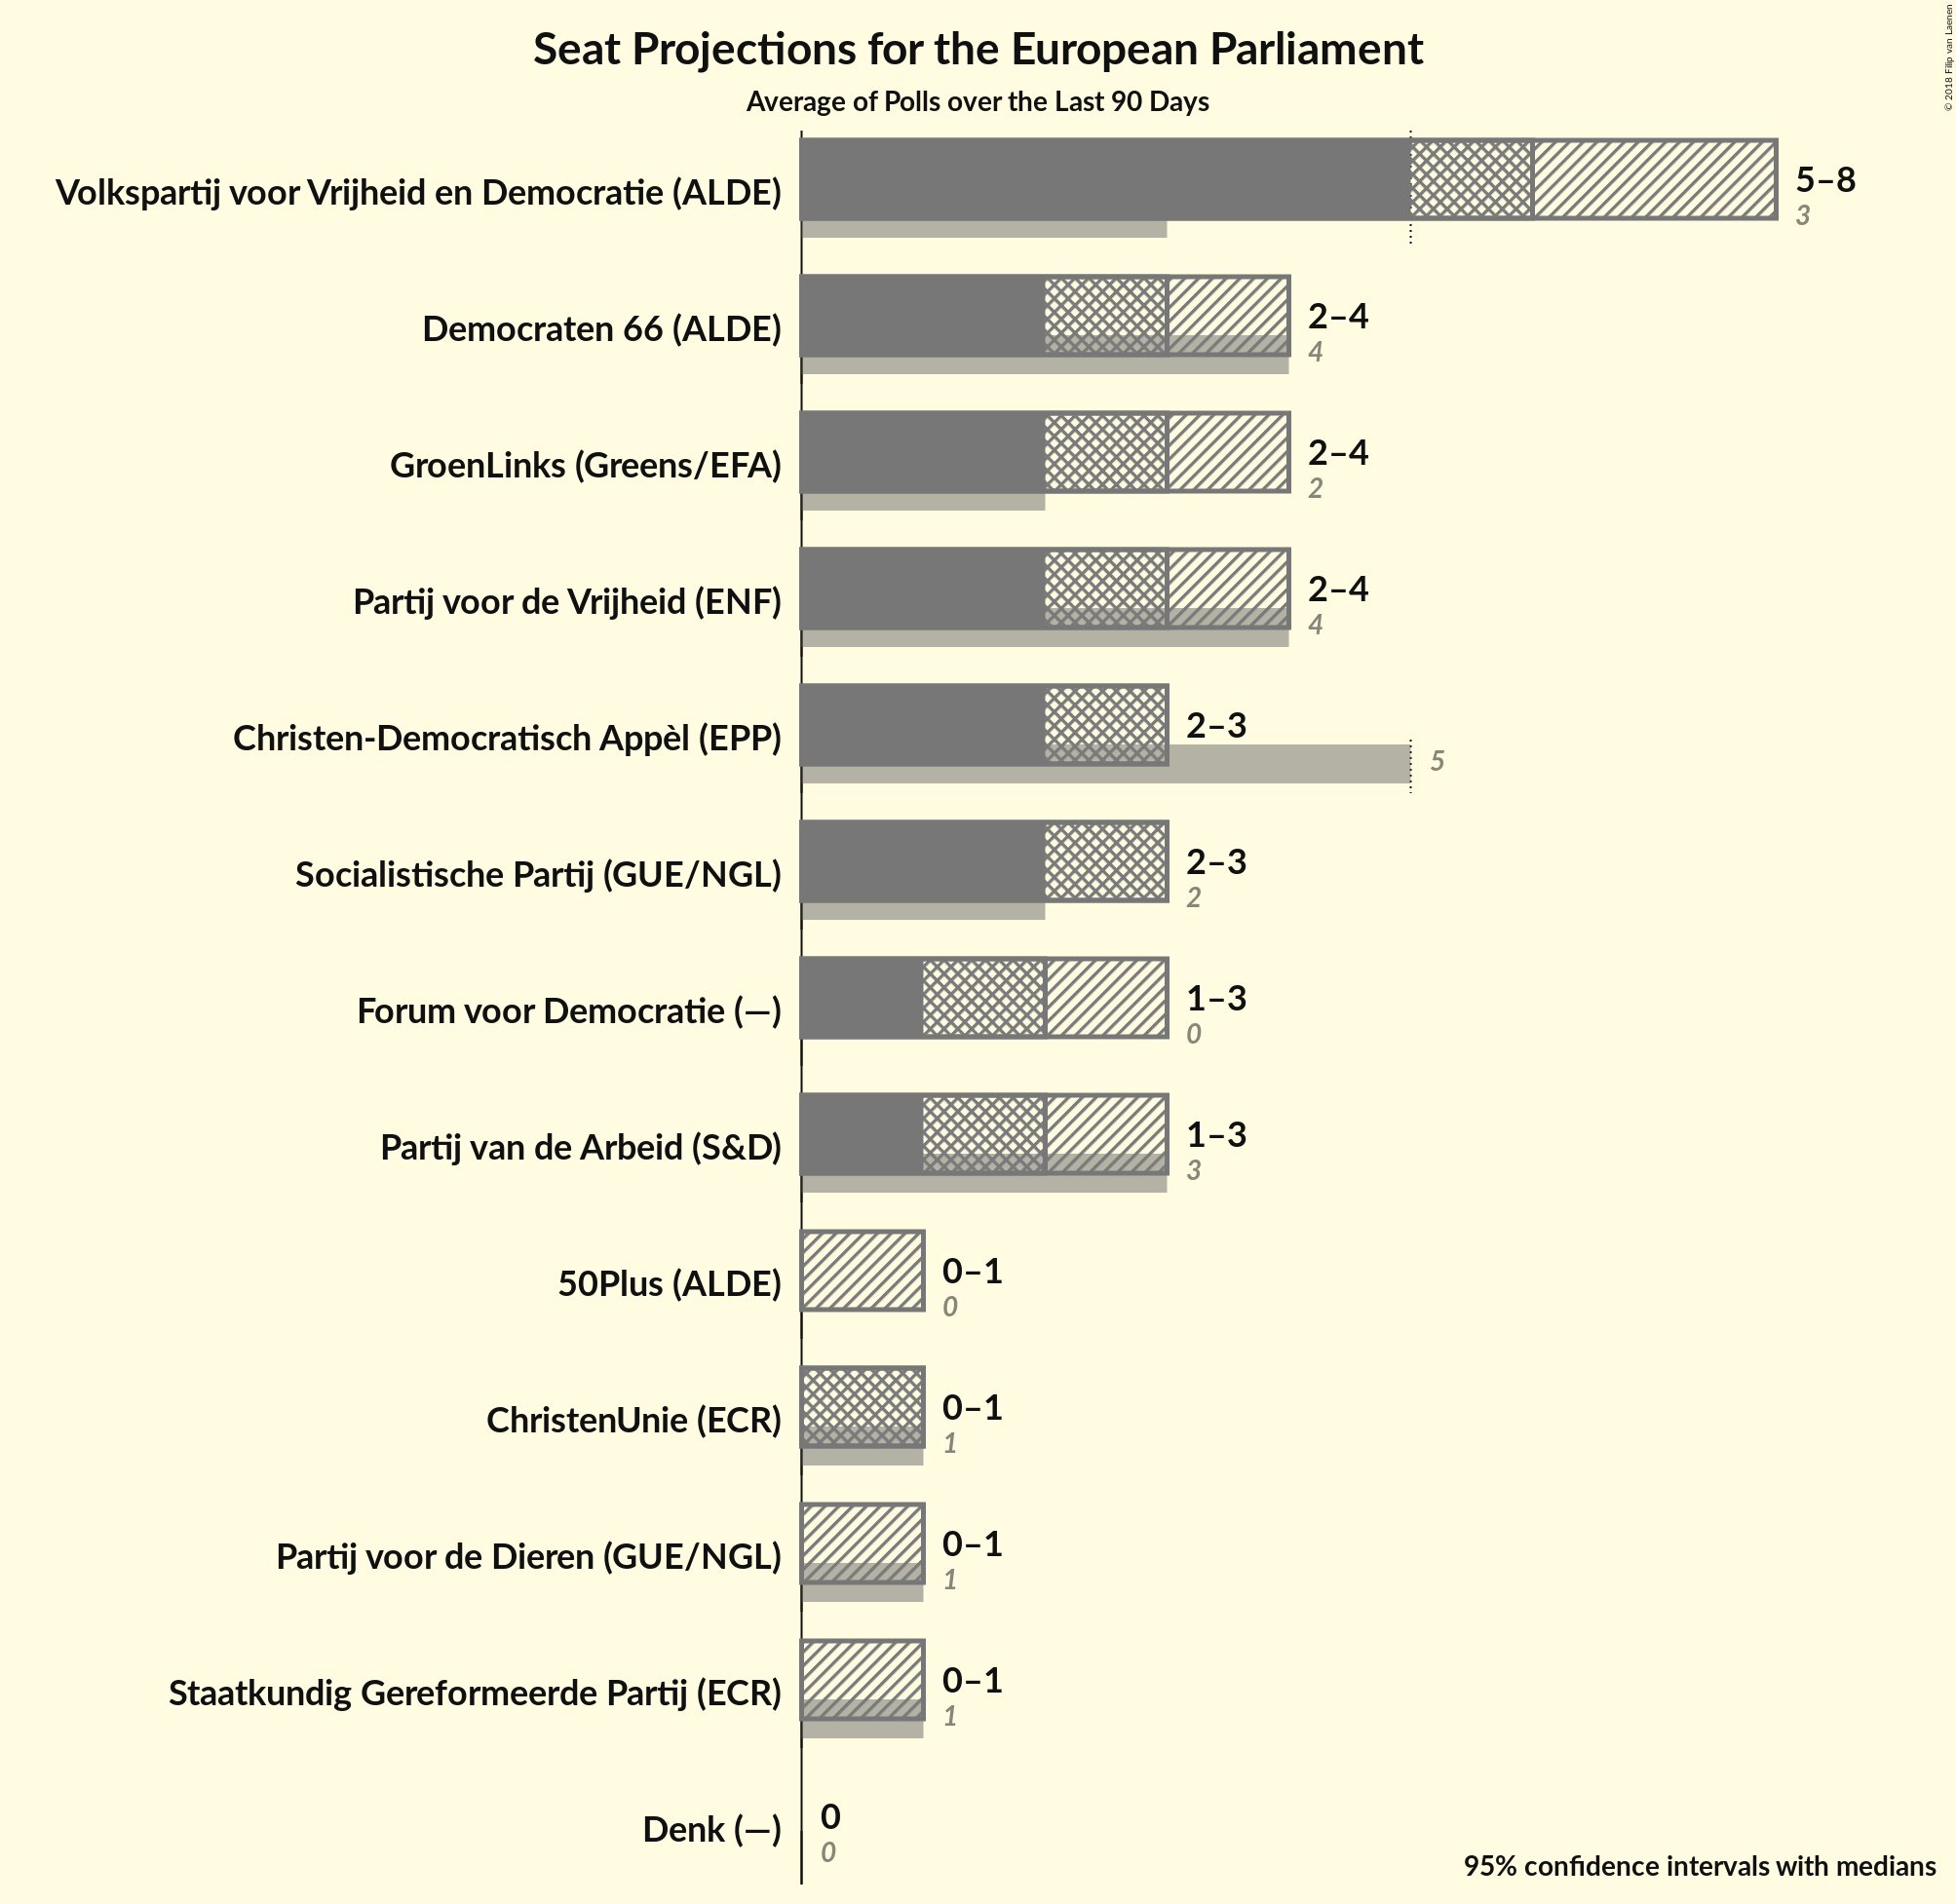 Seat Projections for the European Parliament
Average of Polls over the Last 90 Days
© 2018 Filip van Laenen
Volkspartij voor Vrijheid en Democratie (ALDE)
5–8
3
Democraten 66 (ALDE)
2–4
4
GroenLinks (Greens/EFA)
2–4
2
Partij voor de Vrijheid (ENF)
2–4
4
Christen-Democratisch Appèl (EPP)
2–3
5
Socialistische Partij (GUE/NGL)
2–3
2
Forum voor Democratie (—)
1–3
0
Partij van de Arbeid (S&D)
1–3
3
50Plus (ALDE)
0–1
0
ChristenUnie (ECR)
0–1
1
Partij voor de Dieren (GUE/NGL)
0–1
1
Staatkundig Gereformeerde Partij (ECR)
0–1
1
Denk (—)
0
0
95% confidence intervals with medians